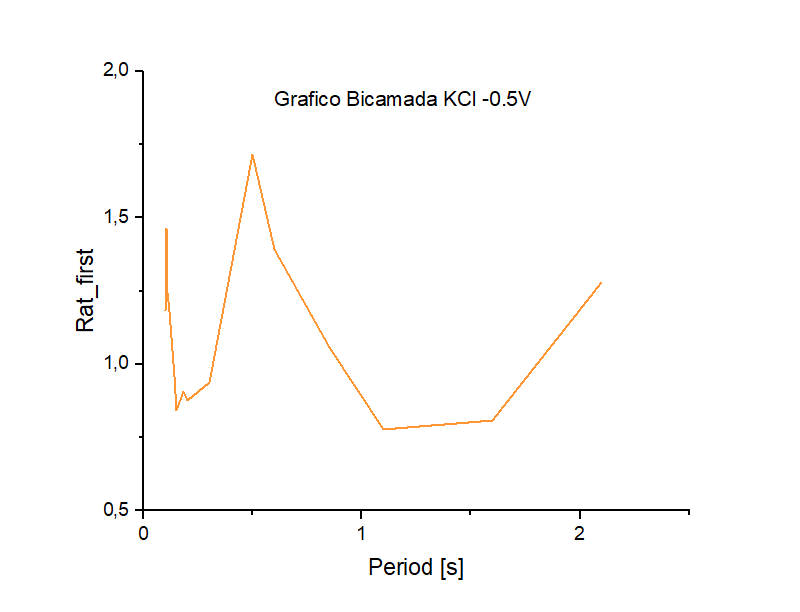 Grafico Bicamada KCl -0.5V
2,0
1,5
1,0
0,5
Rat_first
0
1
2
Period [s]